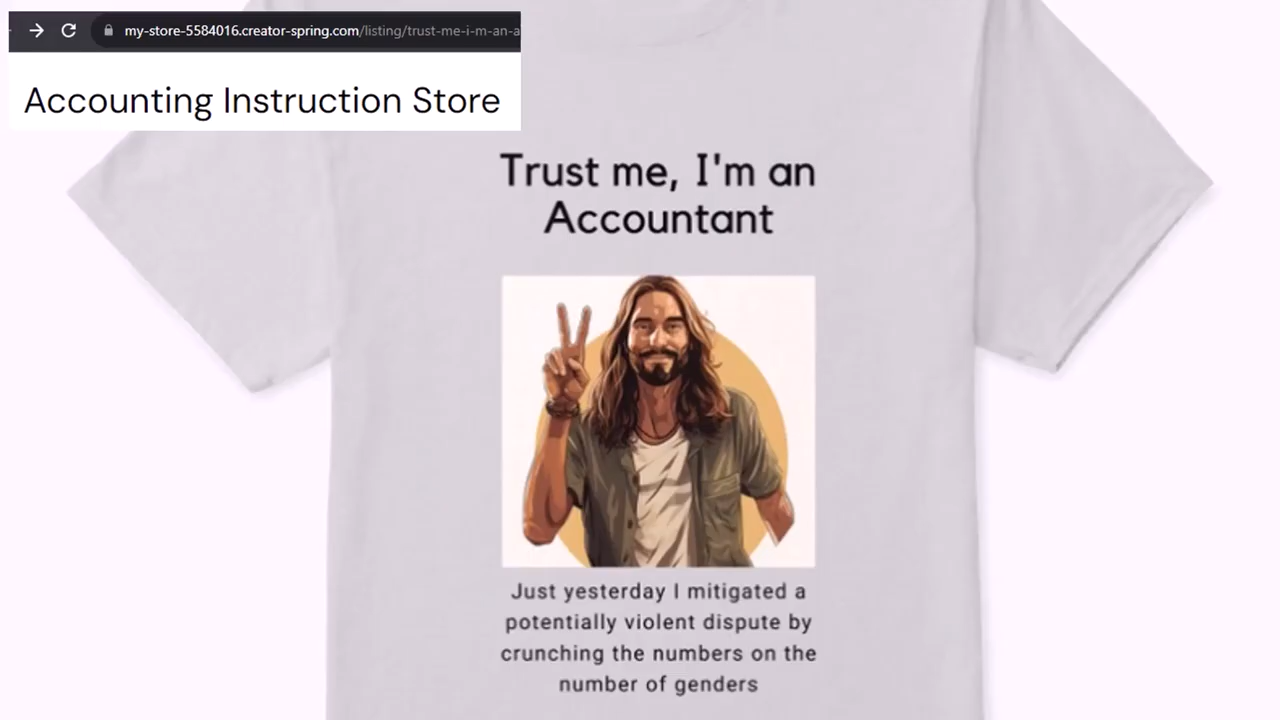 my-store-5584016.creator-spring.com/listing/trust-me-i-m-an-a
Accounting Instruction Store
Trust me, I'm an
Accountant
Just yesterday I mitigated a
potentially violent dispute by
crunching the numbers on the
number of genders